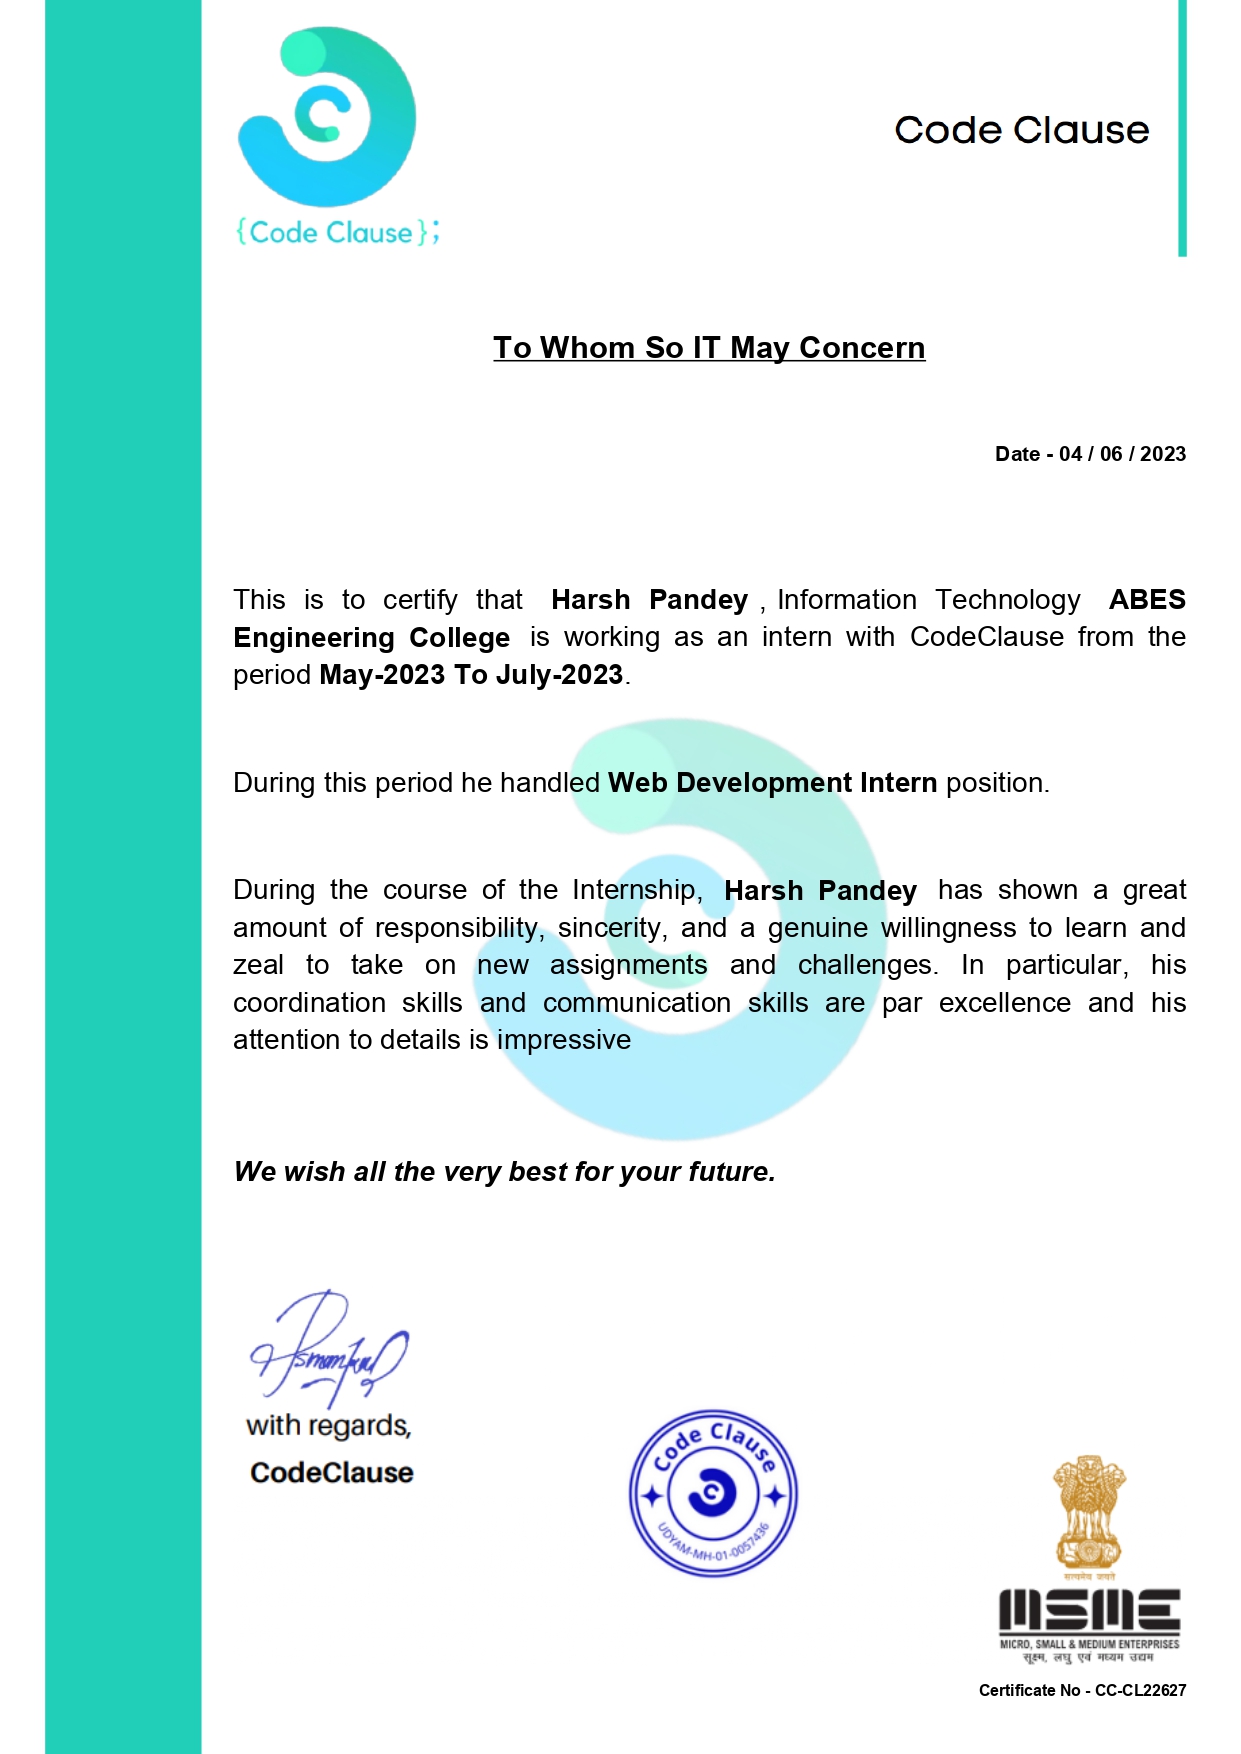 {Code Clause};
Code Clause
To Whom So IT May Concern
Date - 04 / 06 / 2023
This is to certify that Harsh Pandey , Information Technology ABES
Engineering College is working as an intern with CodeClause from the
period May-2023 To July-2023.
During this period he handled Web Development Intern position.
During the course of the Internship, Harsh Pandey has shown a great
amount of responsibility, sincerity, and a genuine willingness to learn and
zeal to take on new assignments and challenges. In particular, his
coordination skills and communication skills are par excellence and his
attention to details is impressive
We wish all the very best for your future.
with regards,
CodeClause
Code Clause
UDYAM-MH-01-0057436
सत्यमेव जयते
MSME
MICRO, SMALL & MEDIUM ENTERPRISES
सूक्ष्म, लघु एवं मध्यम उद्यम
Certificate No - CC-CL22627